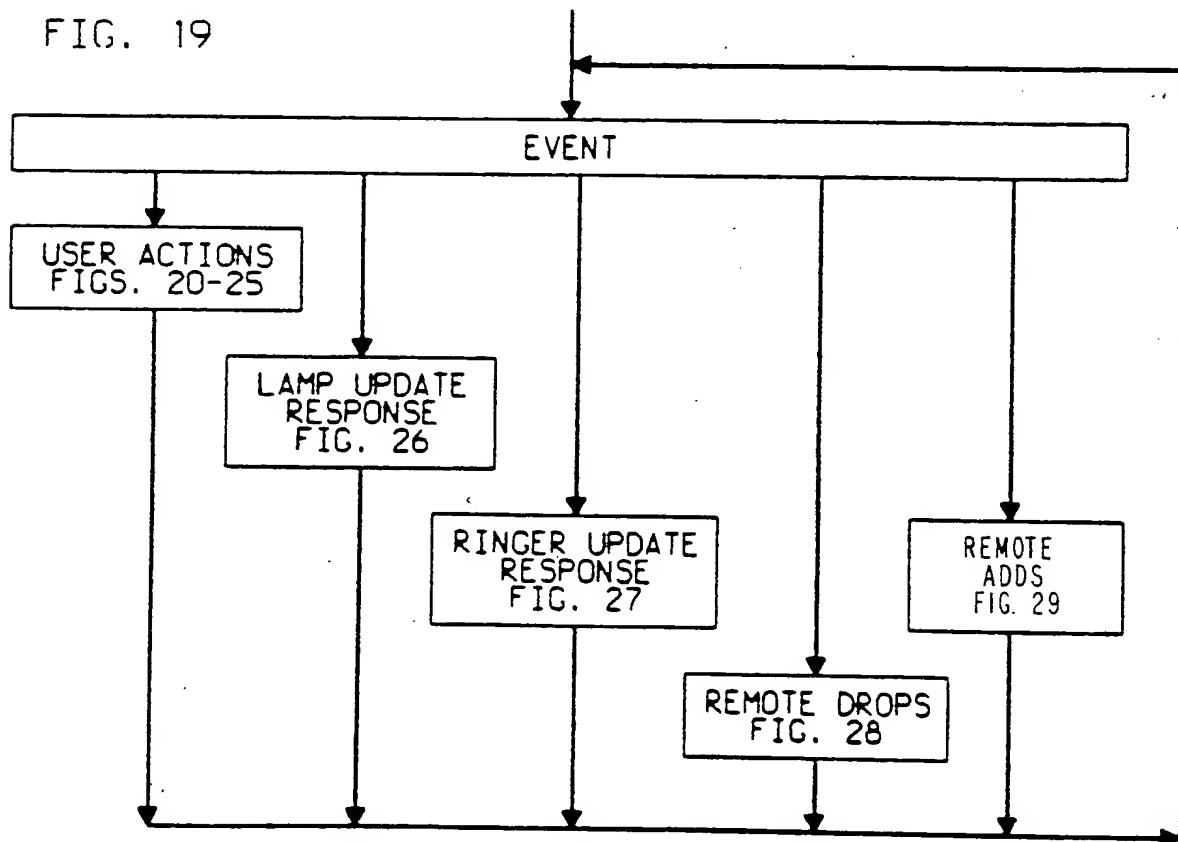 FIG. 19
EVENT
USER ACTIONS
FIGS. 20-25
LAMP UPDATE
RESPONSE
FIG. 26
RINGER UPDATE
RESPONSE
FIG. 27
REMOTE
ADDS
FIG. 29
REMOTE DROPS
FIG. 28